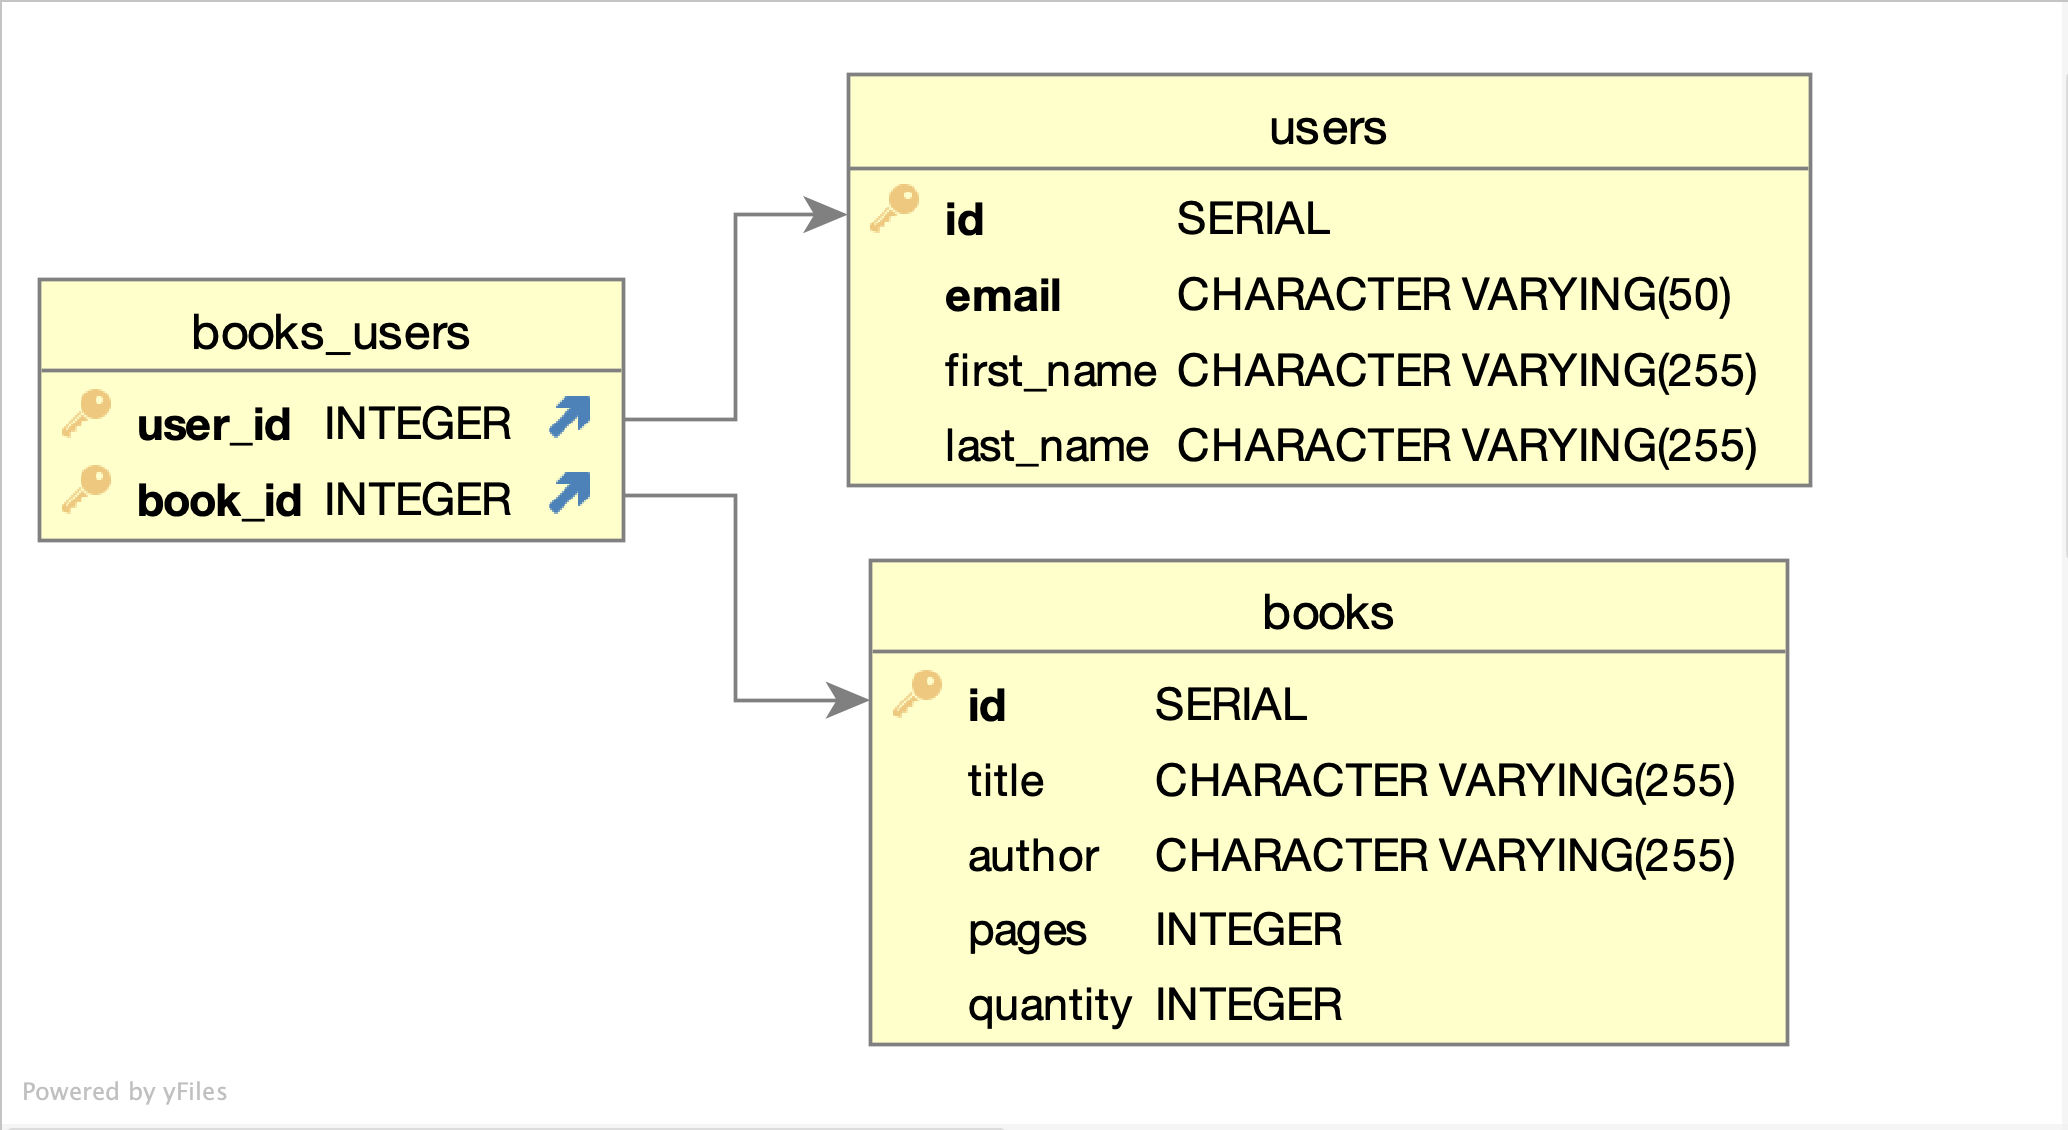 books_users
user_id INTEGER
book_id INTEGER
users
id SERIAL
email CHARACTER VARYING(50)
first_name CHARACTER VARYING(255)
last_name CHARACTER VARYING(255)
books
id SERIAL
title CHARACTER VARYING(255)
author CHARACTER VARYING(255)
pages INTEGER
quantity INTEGER
Powered by yFiles